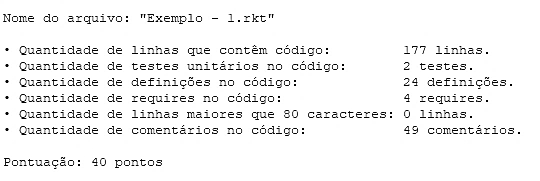 Nome do arquivo: "Exemplo - 1.rkt"
• Quantidade de linhas que contêm código: 177 linhas.
• Quantidade de testes unitários no código: 2 testes.
• Quantidade de definições no código: 24 definições.
• Quantidade de requires no código: 4 requires.
• Quantidade de linhas maiores que 80 caracteres: 0 linhas.
• Quantidade de comentários no código: 49 comentários.
Pontuação: 40 pontos